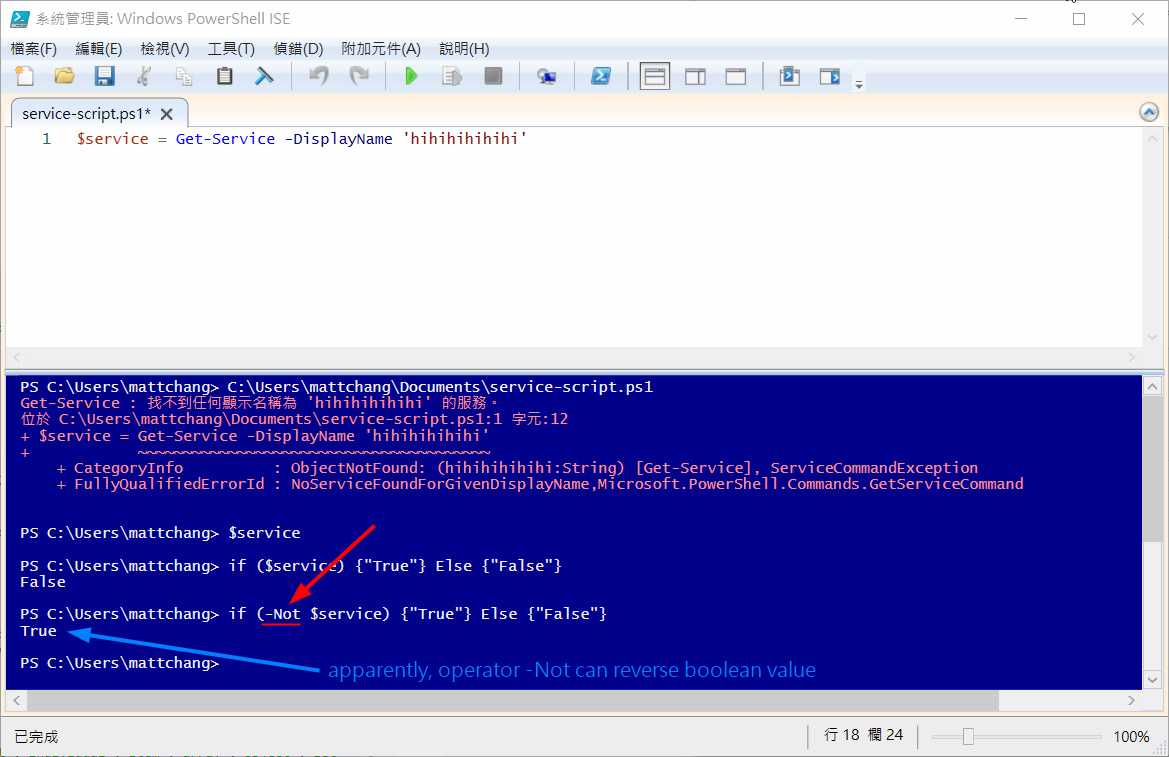 系統管理員: Windows PowerShell ISE
檔案(F) 編輯(E) 檢視(V) 工具(T) 偵錯(D) 附加元件(A) 說明(H)
service-script.ps1*
1 $service = Get-Service -DisplayName 'hihihihihihi'
PS C:\Users\mattchang> C:\Users\mattchang\Documents\service-script.ps1
Get-Service : 找不到任何顯示名稱為 'hihihihihihi' 的服務。
位於 C:\Users\mattchang\Documents\service-script.ps1:1 字元:12
+ $service = Get-Service -DisplayName 'hihihihihihi'
+            ~~~~~~~~~~~~~~~~~~~~~~~~~~~~~~~~~~~~~~~
    + CategoryInfo          : ObjectNotFound: (hihihihihihi:String) [Get-Service], ServiceCommandException
    + FullyQualifiedErrorId : NoServiceFoundForGivenDisplayName,Microsoft.PowerShell.Commands.GetServiceCommand
PS C:\Users\mattchang> $service
PS C:\Users\mattchang> if ($service) {"True"} Else {"False"}
False
PS C:\Users\mattchang> if (-Not $service) {"True"} Else {"False"}
True
PS C:\Users\mattchang>
apparently, operator -Not can reverse boolean value
已完成 行 18 欄 24 100%